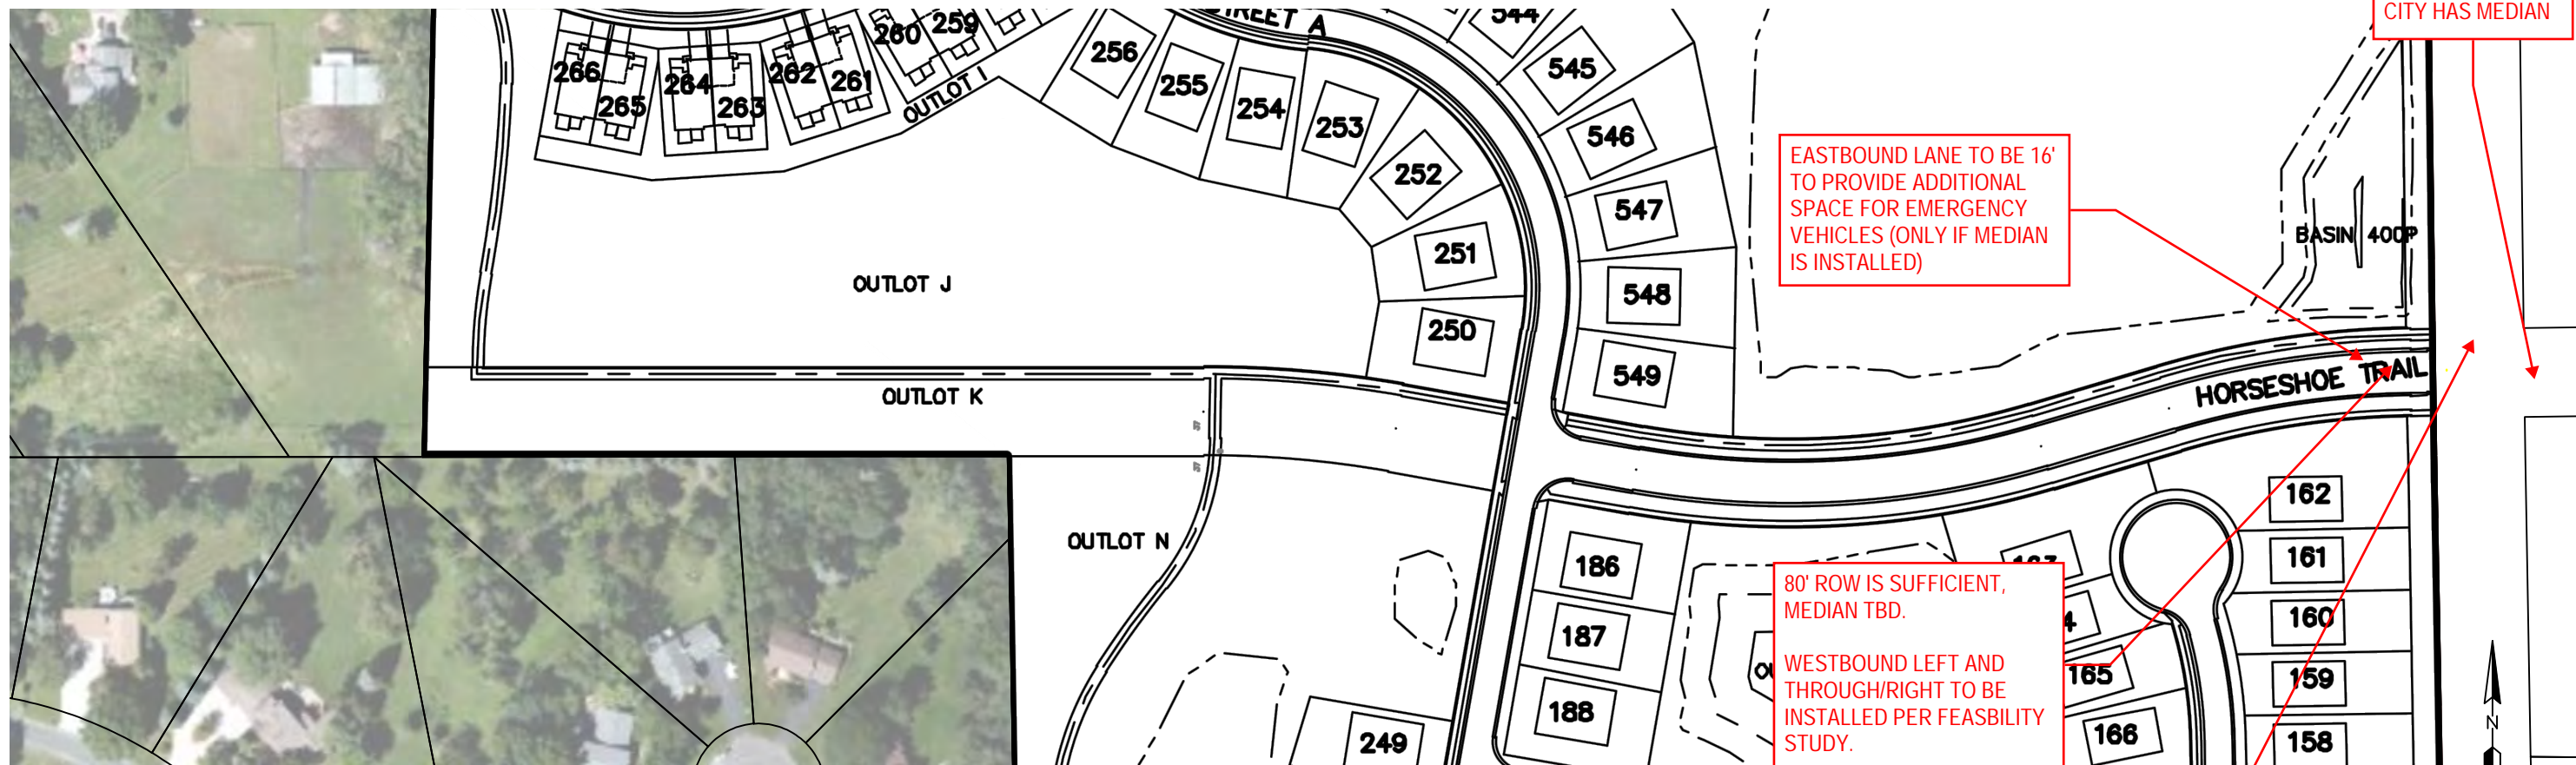 CITY HAS MEDIAN
STREET A
544
260
259
256
266
265
264
263
262
261
OUTLOT I
255
254
253
252
251
250
545
546
547
548
549
EASTBOUND LANE TO BE 16'
TO PROVIDE ADDITIONAL
SPACE FOR EMERGENCY
VEHICLES (ONLY IF MEDIAN
IS INSTALLED)
BASIN 400P
OUTLOT J
OUTLOT K
HORSESHOE TRAIL
OUTLOT N
186
187
188
249
80' ROW IS SUFFICIENT,
MEDIAN TBD.
WESTBOUND LEFT AND
THROUGH/RIGHT TO BE
INSTALLED PER FEASBILITY
STUDY.
165
166
162
161
160
159
158
N